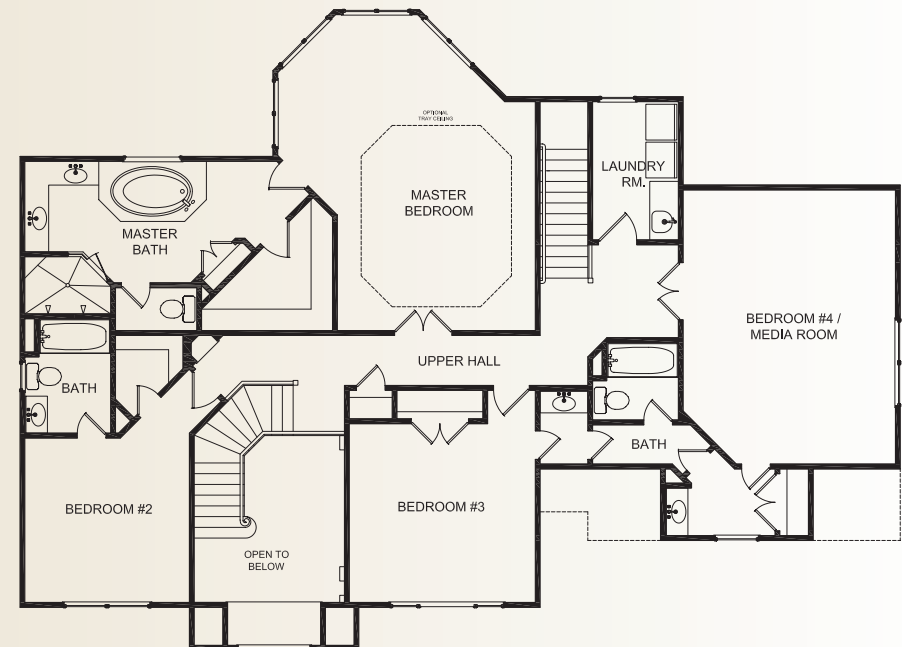 OPTIONAL
TRAY CEILING
MASTER
BEDROOM
LAUNDRY
RM.
MASTER
BATH
BEDROOM #4 /
MEDIA ROOM
UPPER HALL
BATH
BATH
BEDROOM #2
BEDROOM #3
OPEN TO
BELOW